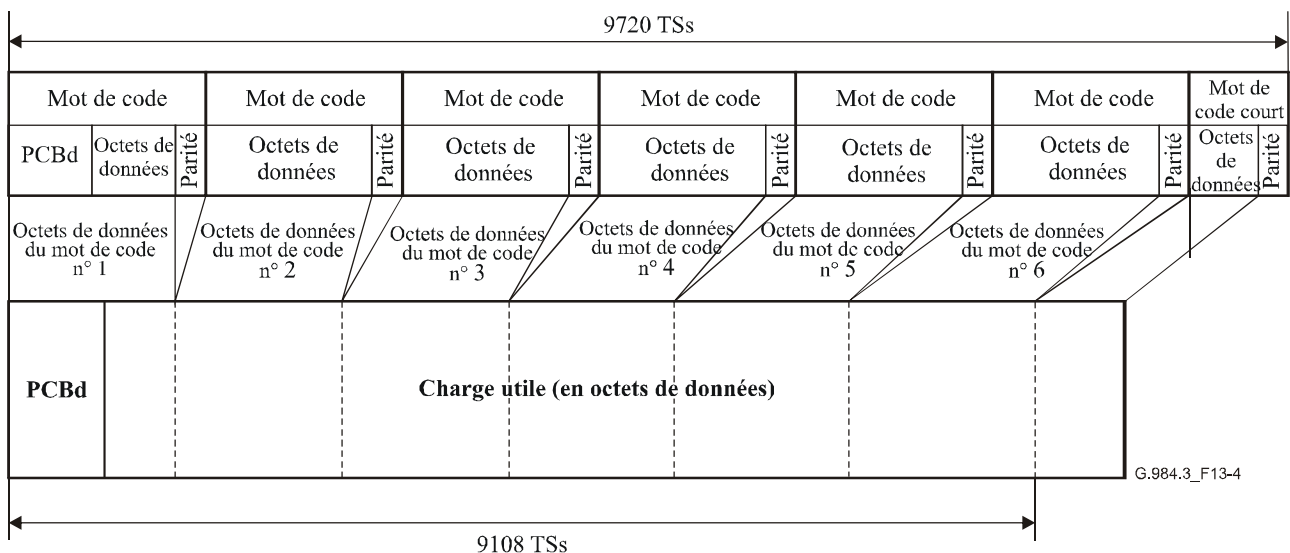 9720 TSs
Mot de code
Mot de code
Mot de code
Mot de code
Mot de code
Mot de code
Mot de
code court
PCBd
Octets de
données
Parité
Octets de
données
Parité
Octets de
données
Parité
Octets de
données
Parité
Octets de
données
Parité
Octets de
données
Parité
Octets
de
données
Parité
Octets de données
du mot de code
n° 1
Octets de données
du mot de code
n° 2
Octets de données
du mot de code
n° 3
Octets de données
du mot de code
n° 4
Octets de données
du mot de code
n° 5
Octets de données
du mot de code
n° 6
PCBd
Charge utile (en octets de données)
G.984.3_F13-4
9108 TSs